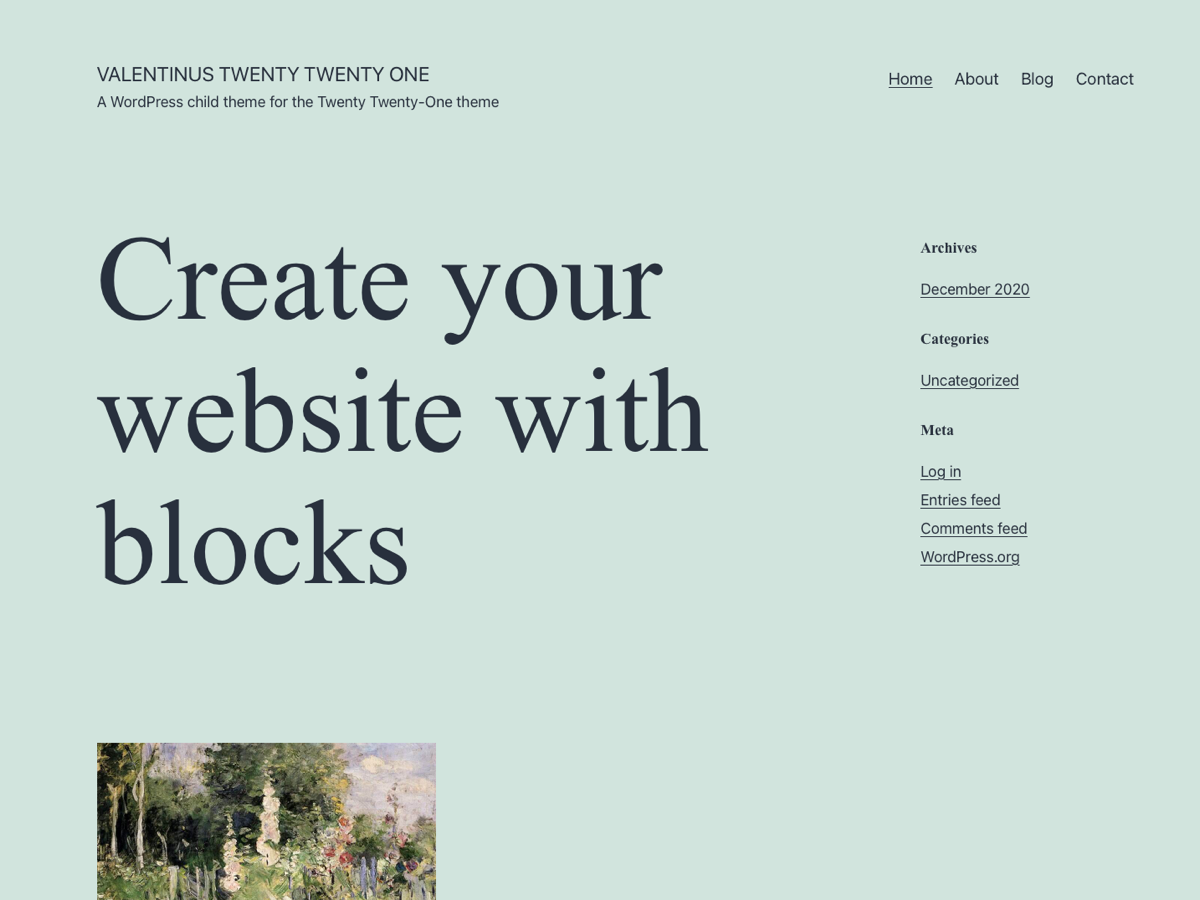 VALENTINUS TWENTY TWENTY ONE
A WordPress child theme for the Twenty Twenty-One theme
Home About Blog Contact
Create your
website with
blocks
Archives
December 2020
Categories
Uncategorized
Meta
Log in
Entries feed
Comments feed
WordPress.org